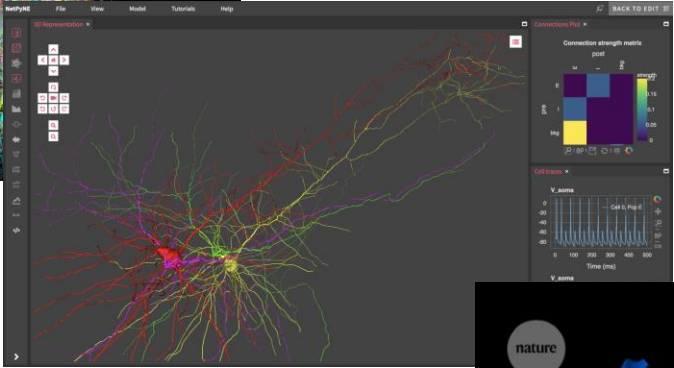 NetPyNE File View Model Tutorials Help BACK TO EDIT
3D Representation ×
Connections Plot ×
Connection strength matrix
post
E I bkg
strength
pre
E
I
bkg
0.15
0.1
0.05
0
Cell traces ×
V_soma
Cell 0, Pop E
0
-20
-40
-60
-80
0 100 200 300 400 500
Time (ms)
V_soma
nature